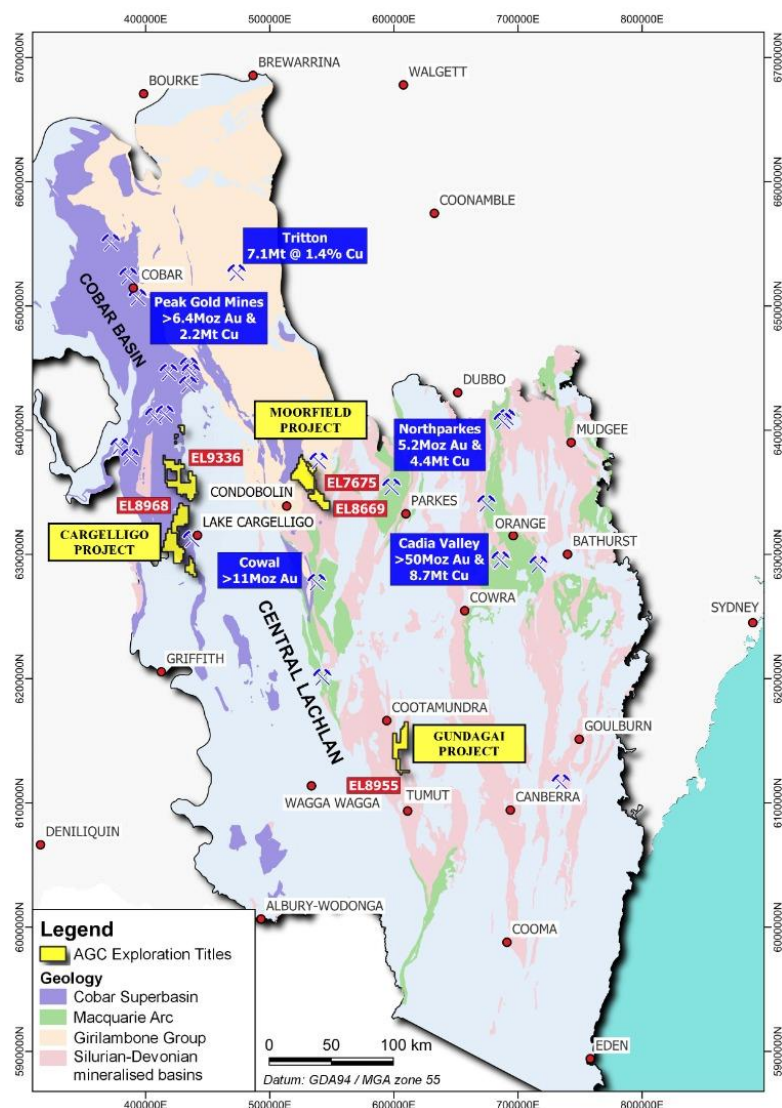 400000E
500000E
600000E
700000E
800000E
6700000N
6600000N
6500000N
6400000N
6300000N
6200000N
6100000N
6000000N
5900000N
BREWARRINA
BOURKE
WALGETT
COONAMBLE
Tritton
7.1Mt @ 1.4% Cu
COBAR
COBAR BASIN
Peak Gold Mines
>6.4Moz Au &
2.2Mt Cu
DUBBO
MOORFIELD
PROJECT
Northparkes
5.2Moz Au &
4.4Mt Cu
MUDGEE
EL9336
EL7675
CONDOBOLIN
EL8968
EL8669
PARKES
LAKE CARGELLIGO
ORANGE
CARGELLIGO
PROJECT
Cowal
>11Moz Au
Cadia Valley
>50Moz Au &
8.7Mt Cu
BATHURST
COWRA
SYDNEY
CENTRAL LACHLAN
GRIFFITH
COOTAMUNDRA
GUNDAGAI
PROJECT
GOULBURN
EL8955
WAGGA WAGGA
TUMUT
CANBERRA
DENILIQUIN
ALBURY-WODONGA
COOMA
EDEN
Legend
AGC Exploration Titles
Geology
Cobar Superbasin
Macquarie Arc
Girilambone Group
Silurian-Devonian
mineralised basins
0 50 100 km
Datum: GDA94 / MGA zone 55
400000E
500000E
600000E
700000E
800000E